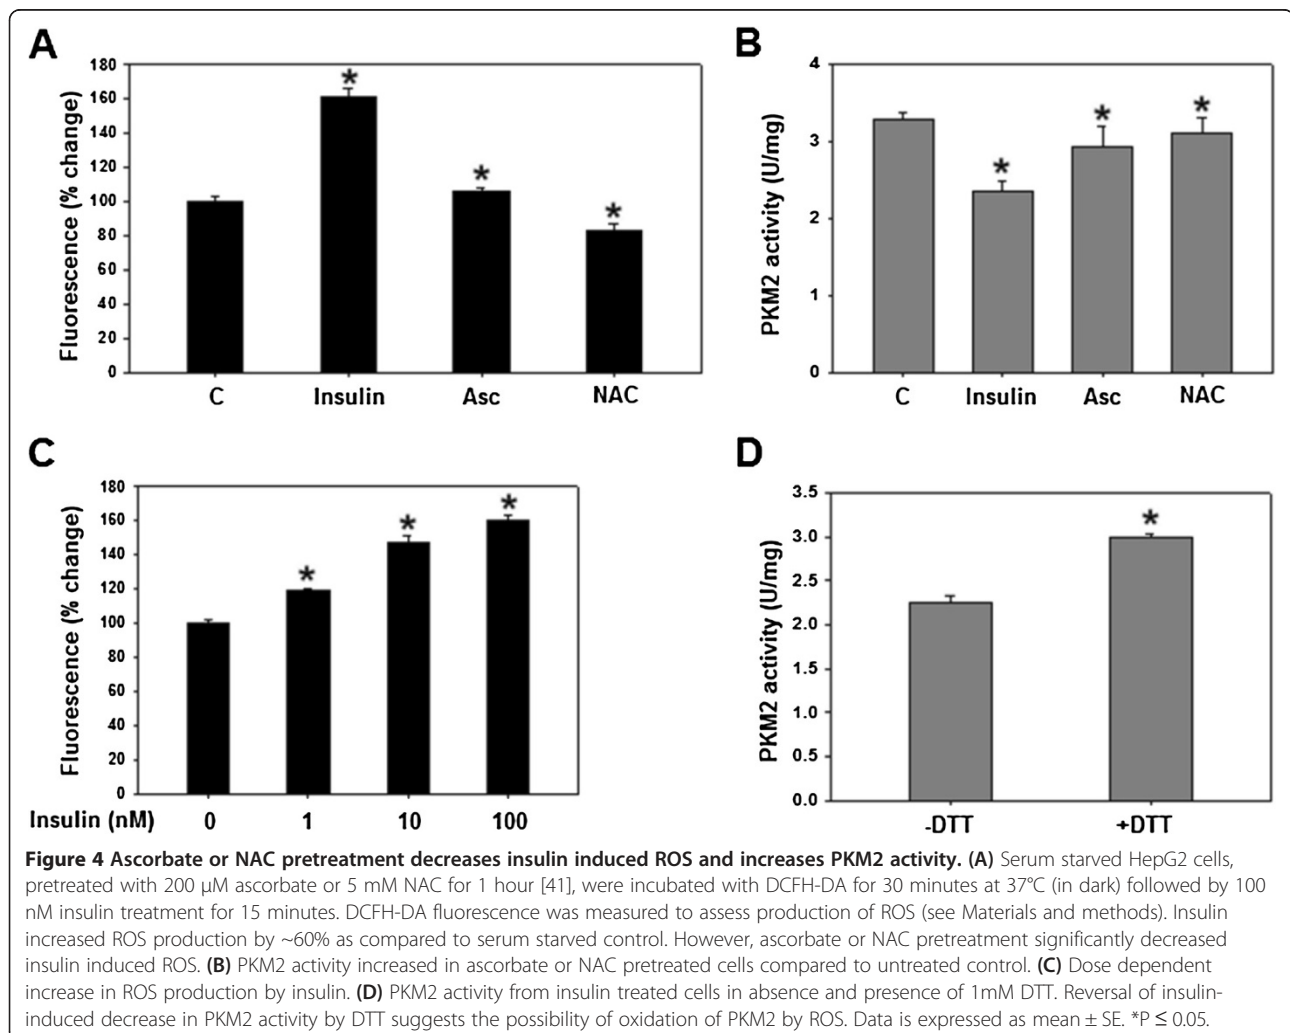 A
Fluorescence (% change)
180
160
140
120
100
80
60
40
20
0
*
*
*
C Insulin Asc NAC
B
PKM2 activity (U/mg)
4
3
2
1
0
*
*
*
C Insulin Asc NAC
C
Fluorescence (% change)
180
160
140
120
100
80
60
40
20
0
*
*
*
Insulin (nM) 0 1 10 100
D
PKM2 activity (U/mg)
3.5
3.0
2.5
2.0
1.5
1.0
0.5
0.0
*
-DTT +DTT
Figure 4 Ascorbate or NAC pretreatment decreases insulin induced ROS and increases PKM2 activity. (A) Serum starved HepG2 cells,
pretreated with 200 μM ascorbate or 5 mM NAC for 1 hour [41], were incubated with DCFH-DA for 30 minutes at 37°C (in dark) followed by 100
nM insulin treatment for 15 minutes. DCFH-DA fluorescence was measured to assess production of ROS (see Materials and methods). Insulin
increased ROS production by ~60% as compared to serum starved control. However, ascorbate or NAC pretreatment significantly decreased
insulin induced ROS. (B) PKM2 activity increased in ascorbate or NAC pretreated cells compared to untreated control. (C) Dose dependent
increase in ROS production by insulin. (D) PKM2 activity from insulin treated cells in absence and presence of 1mM DTT. Reversal of insulin-
induced decrease in PKM2 activity by DTT suggests the possibility of oxidation of PKM2 by ROS. Data is expressed as mean ± SE. *P ≤ 0.05.